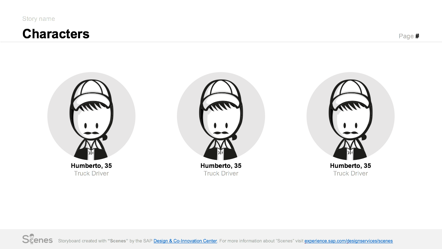 Story name
Characters
Page #
Humberto, 35
Truck Driver
Humberto, 35
Truck Driver
Humberto, 35
Truck Driver
Scenes
Storyboard created with "Scenes" by the SAP Design & Co-Innovation Center. For more information about "Scenes" visit experience.sap.com/designservices/scenes